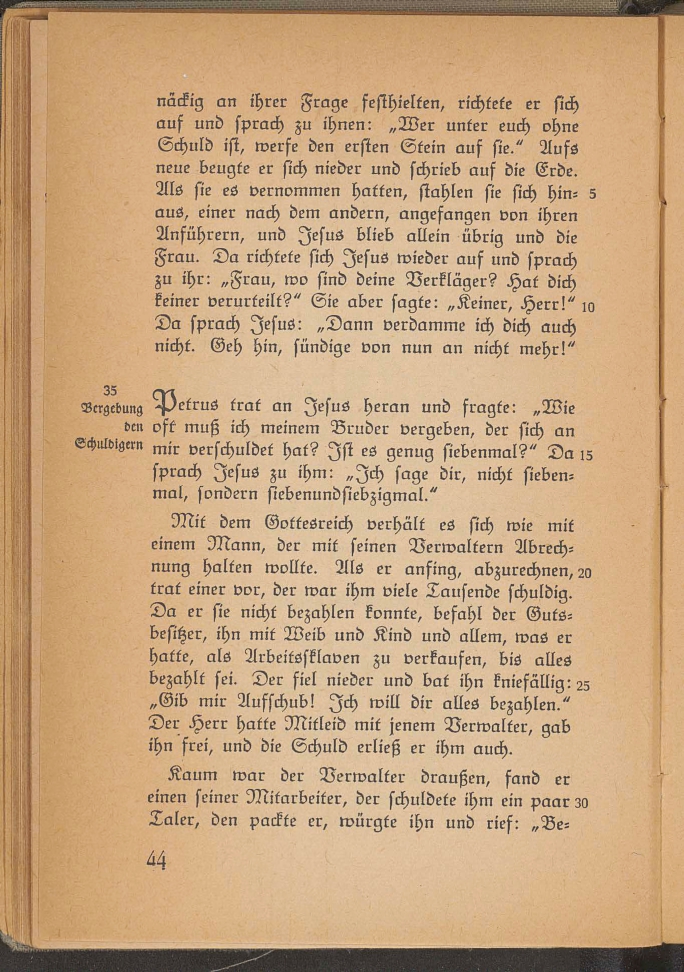 näckig an ihrer Frage festhielten, richtete er sich
auf und sprach zu ihnen: „Wer unter euch ohne
Schuld ist, werfe den ersten Stein auf sie.“ Aufs
neue beugte er sich nieder und schrieb auf die Erde.
Als sie es vernommen hatten, stahlen sie sich hin= 5
aus, einer nach dem andern, angefangen von ihren
Anführern, und Jesus blieb allein übrig und die
Frau. Da richtete sich Jesus wieder auf und sprach
zu ihr: „Frau, wo sind deine Verkläger? Hat dich
keiner verurteilt?“ Sie aber sagte: „Keiner, Herr!“ 10
Da sprach Jesus: „Dann verdamme ich dich auch
nicht. Geh hin, sündige von nun an nicht mehr!“
35
Vergebung
den
Schuldigern
Petrus trat an Jesus heran und fragte: „Wie
oft muß ich meinem Bruder vergeben, der sich an
mir verschuldet hat? Ist es genug siebenmal?“ Da 15
sprach Jesus zu ihm: „Ich sage dir, nicht sieben=
mal, sondern siebenundsiebzigmal.“
Mit dem Gottesreich verhält es sich wie mit
einem Mann, der mit seinen Verwaltern Abrech=
nung halten wollte. Als er anfing, abzurechnen, 20
trat einer vor, der war ihm viele Tausende schuldig.
Da er sie nicht bezahlen konnte, befahl der Guts=
besitzer, ihn mit Weib und Kind und allem, was er
hatte, als Arbeitssklaven zu verkaufen, bis alles
bezahlt sei. Der fiel nieder und bat ihn kniefällig: 25
„Gib mir Aufschub! Ich will dir alles bezahlen.“
Der Herr hatte Mitleid mit jenem Verwalter, gab
ihn frei, und die Schuld erließ er ihm auch.
Kaum war der Verwalter draußen, fand er
einen seiner Mitarbeiter, der schuldete ihm ein paar 30
Taler, den packte er, würgte ihn und rief: „Be=
44